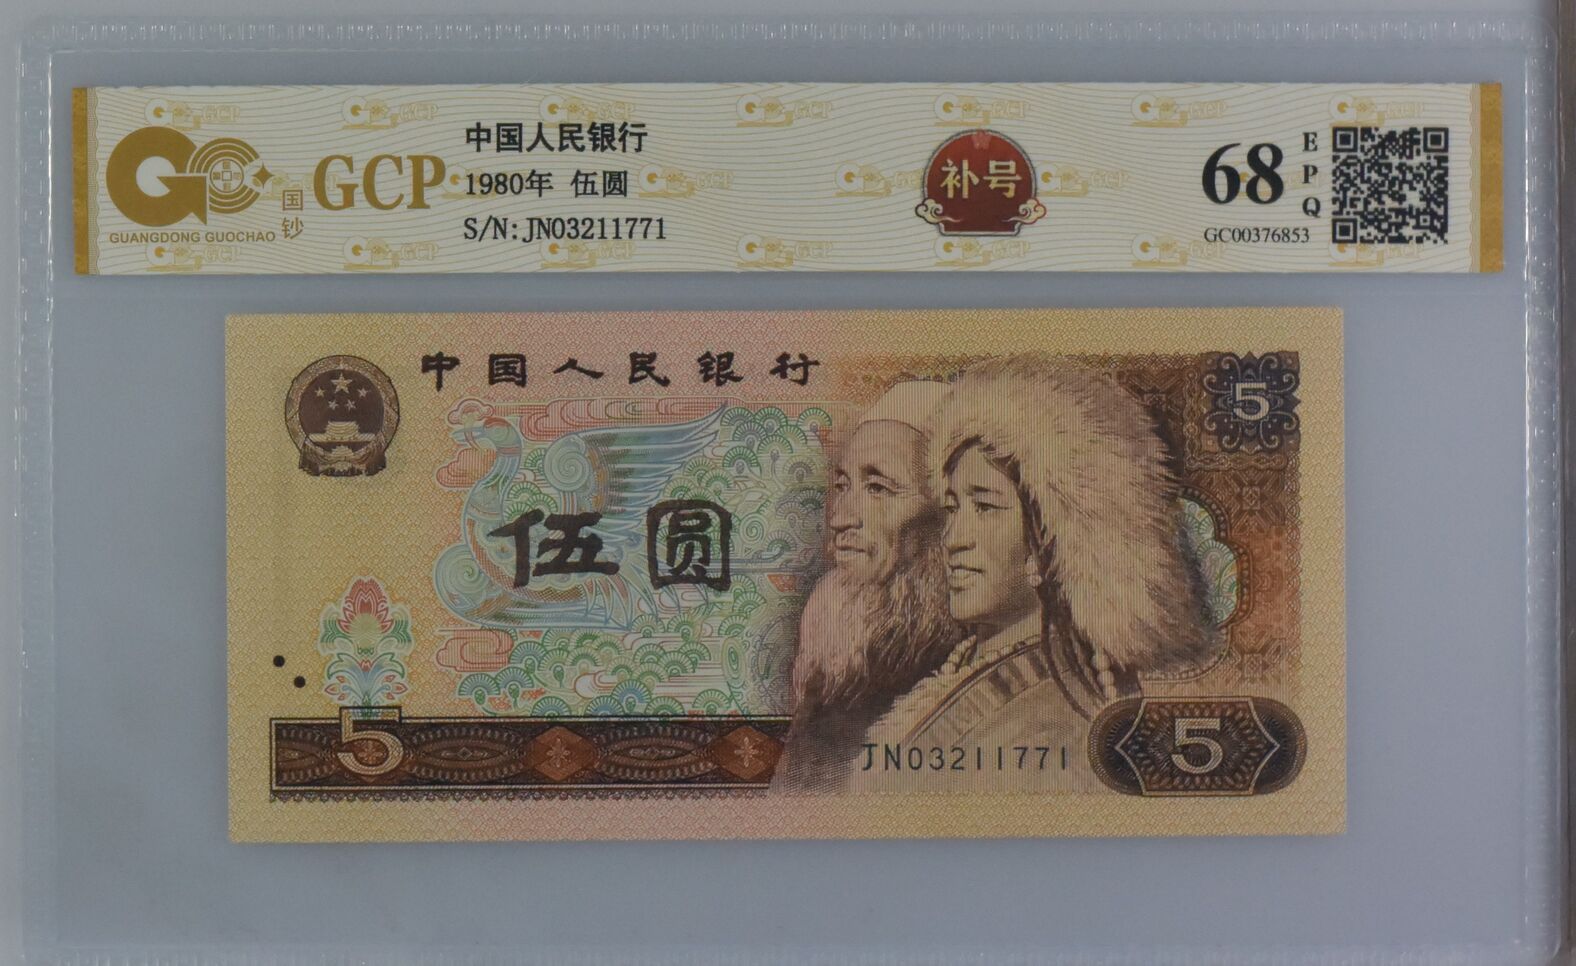 GCP
国钞
GUANGDONG GUOCHAO
中国人民银行
1980年 伍圆
S/N:JN03211771
补号
68
EPQ
GC00376853
中国人民银行
5
伍圆
5
JN03211771
5